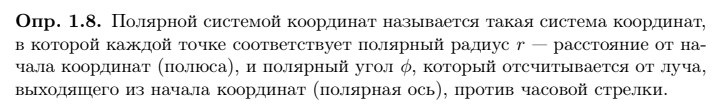 Опр. 1.8. Полярной системой координат называется такая система координат,
в которой каждой точке соответствует полярный радиус r — расстояние от на-
чала координат (полюса), и полярный угол ϕ, который отсчитывается от луча,
выходящего из начала координат (полярная ось), против часовой стрелки.